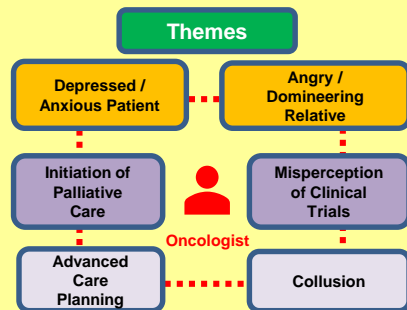 Themes
Depressed /
Anxious Patient
Angry /
Domineering
Relative
Initiation of
Palliative
Care
Misperception
of Clinical
Trials
Oncologist
Advanced
Care
Planning
Collusion